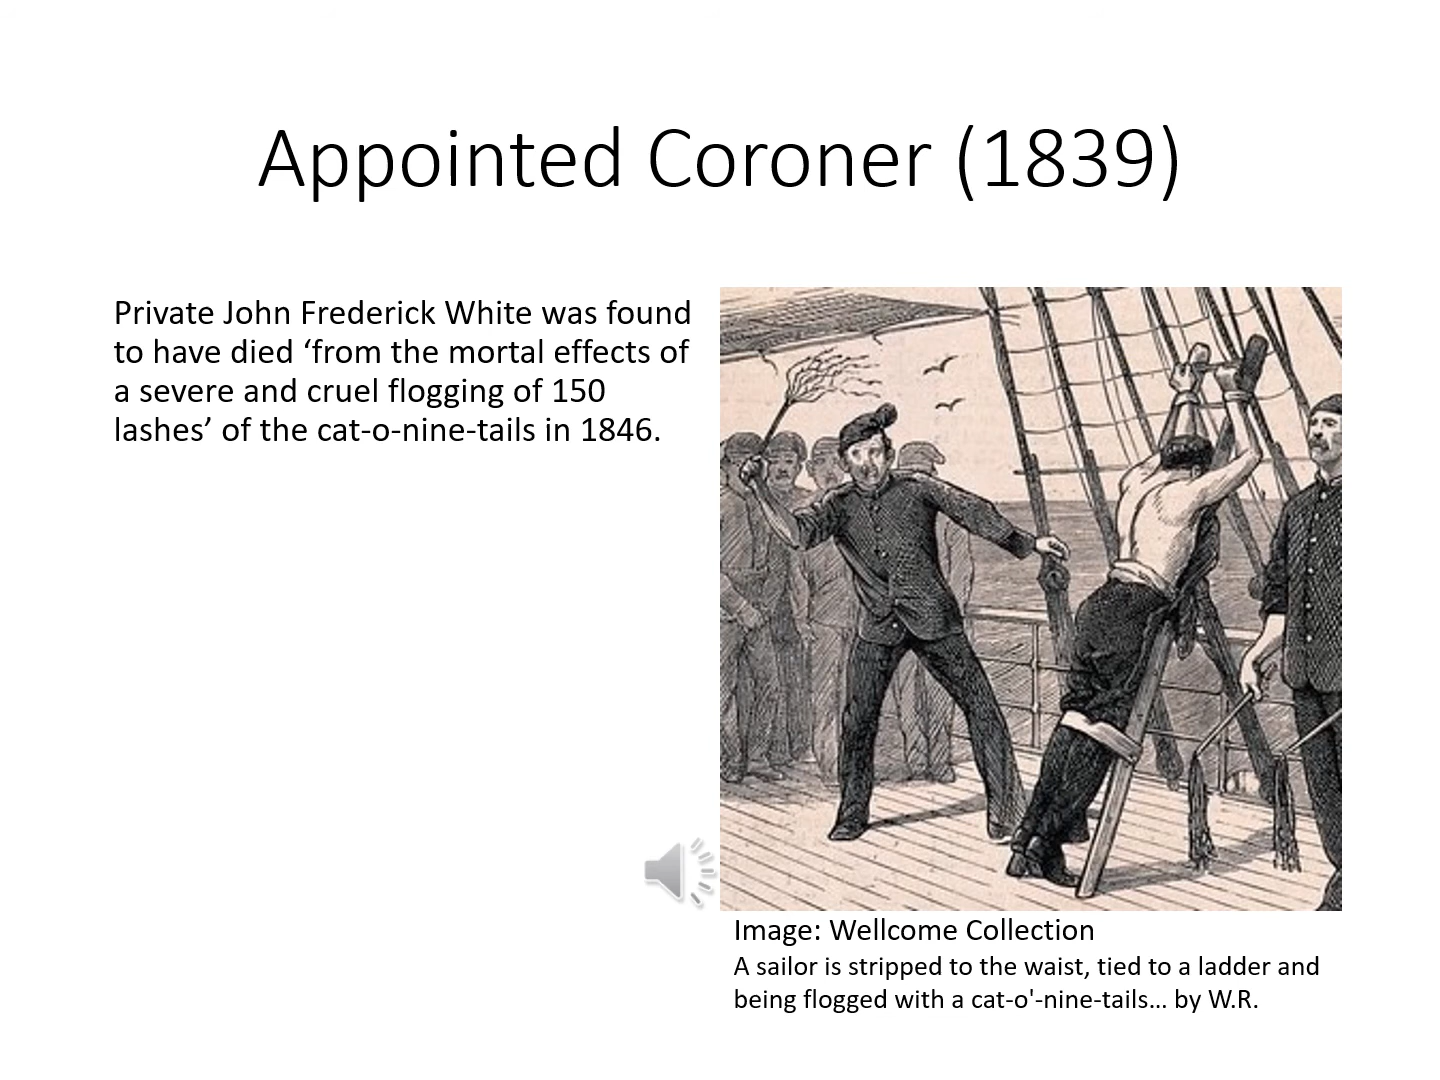 Appointed Coroner (1839)
Private John Frederick White was found
to have died ‘from the mortal effects of
a severe and cruel flogging of 150
lashes’ of the cat-o-nine-tails in 1846.
Image: Wellcome Collection
A sailor is stripped to the waist, tied to a ladder and
being flogged with a cat-o'-nine-tails… by W.R.